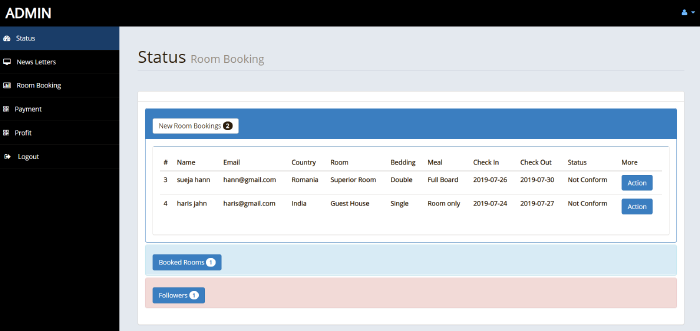 ADMIN
Status
News Letters
Room Booking
Payment
Profit
Logout
Status Room Booking
New Room Bookings 2
# Name Email Country Room Bedding Meal Check In Check Out Status More
3 sueja hann hann@gmail.com Romania Superior Room Double Full Board 2019-07-26 2019-07-30 Not Conform Action
4 haris jahn haris@gmail.com India Guest House Single Room only 2019-07-24 2019-07-27 Not Conform Action
Booked Rooms 1
Followers 1